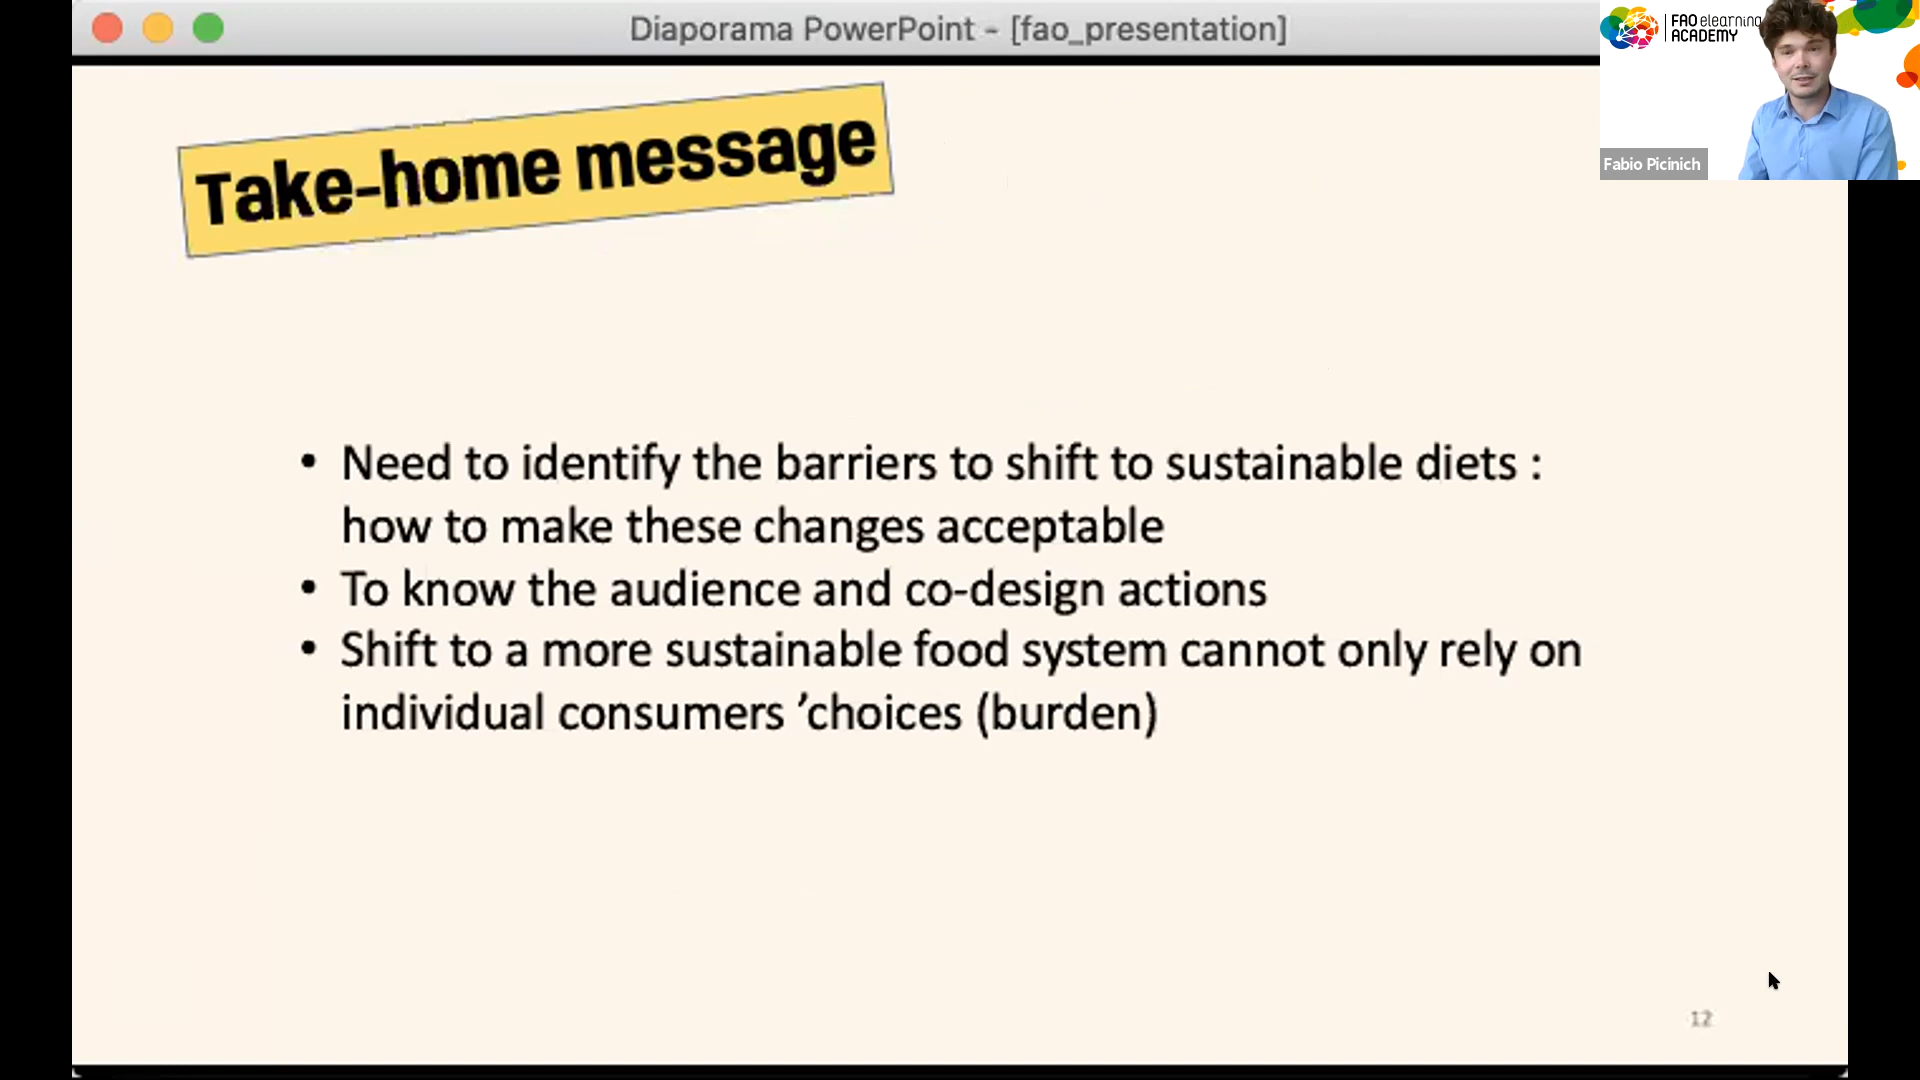 Diaporama PowerPoint - [fao_presentation]
FAO elearning
ACADEMY
Fabio Picinich
Take-home message
• Need to identify the barriers to shift to sustainable diets :
how to make these changes acceptable
• To know the audience and co-design actions
• Shift to a more sustainable food system cannot only rely on
individual consumers ’choices (burden)
12